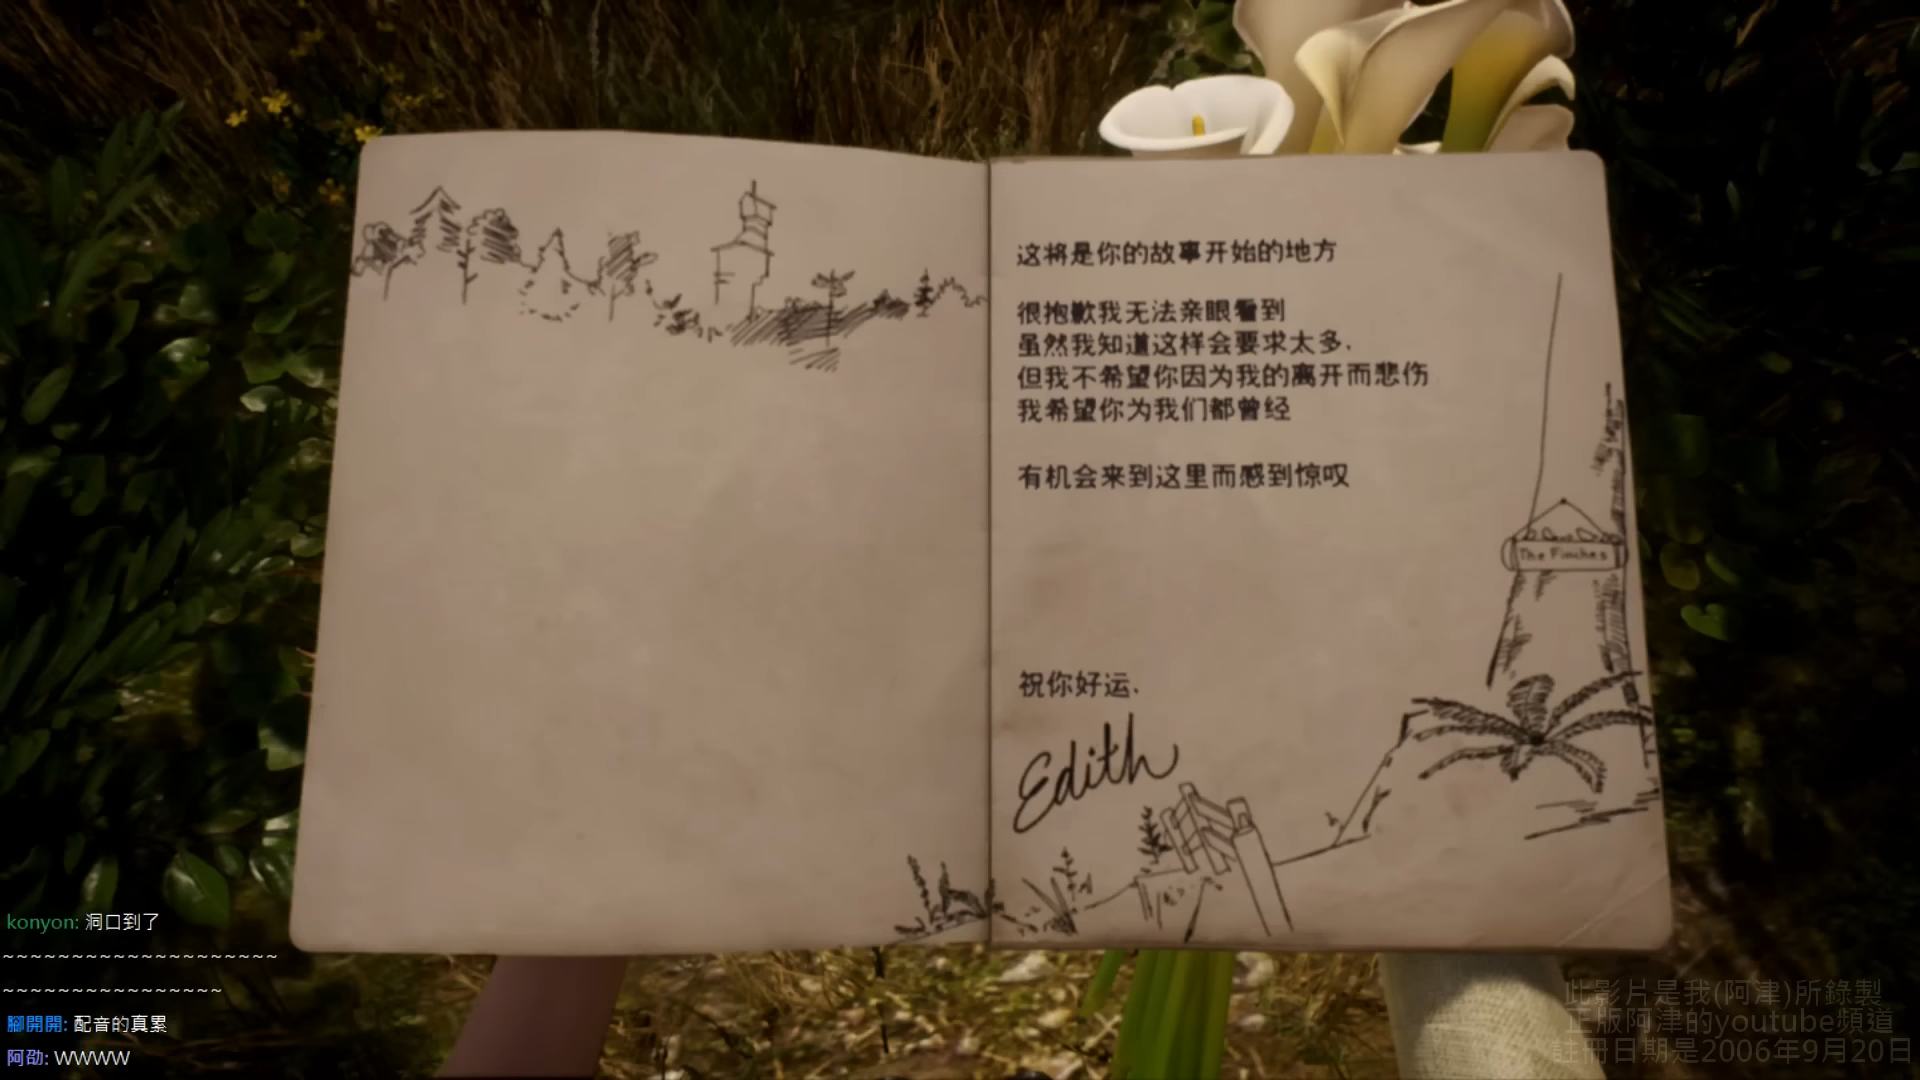 这将是你的故事开始的地方
很抱歉我无法亲眼看到
虽然我知道这样会要求太多.
但我不希望你因为我的离开而悲伤
我希望你为我们都曾经
有机会来到这里而感到惊叹
The Finches
祝你好运.
Edith
konyon: 洞口到了
~~~~~~~~~~~~~~~~~~~~
~~~~~~~~~~~~~~~~
腳開開: 配音的真累
阿劭: WWWW
此影片是我(阿津)所錄製
正版阿津的youtube頻道
註冊日期是2006年9月20日